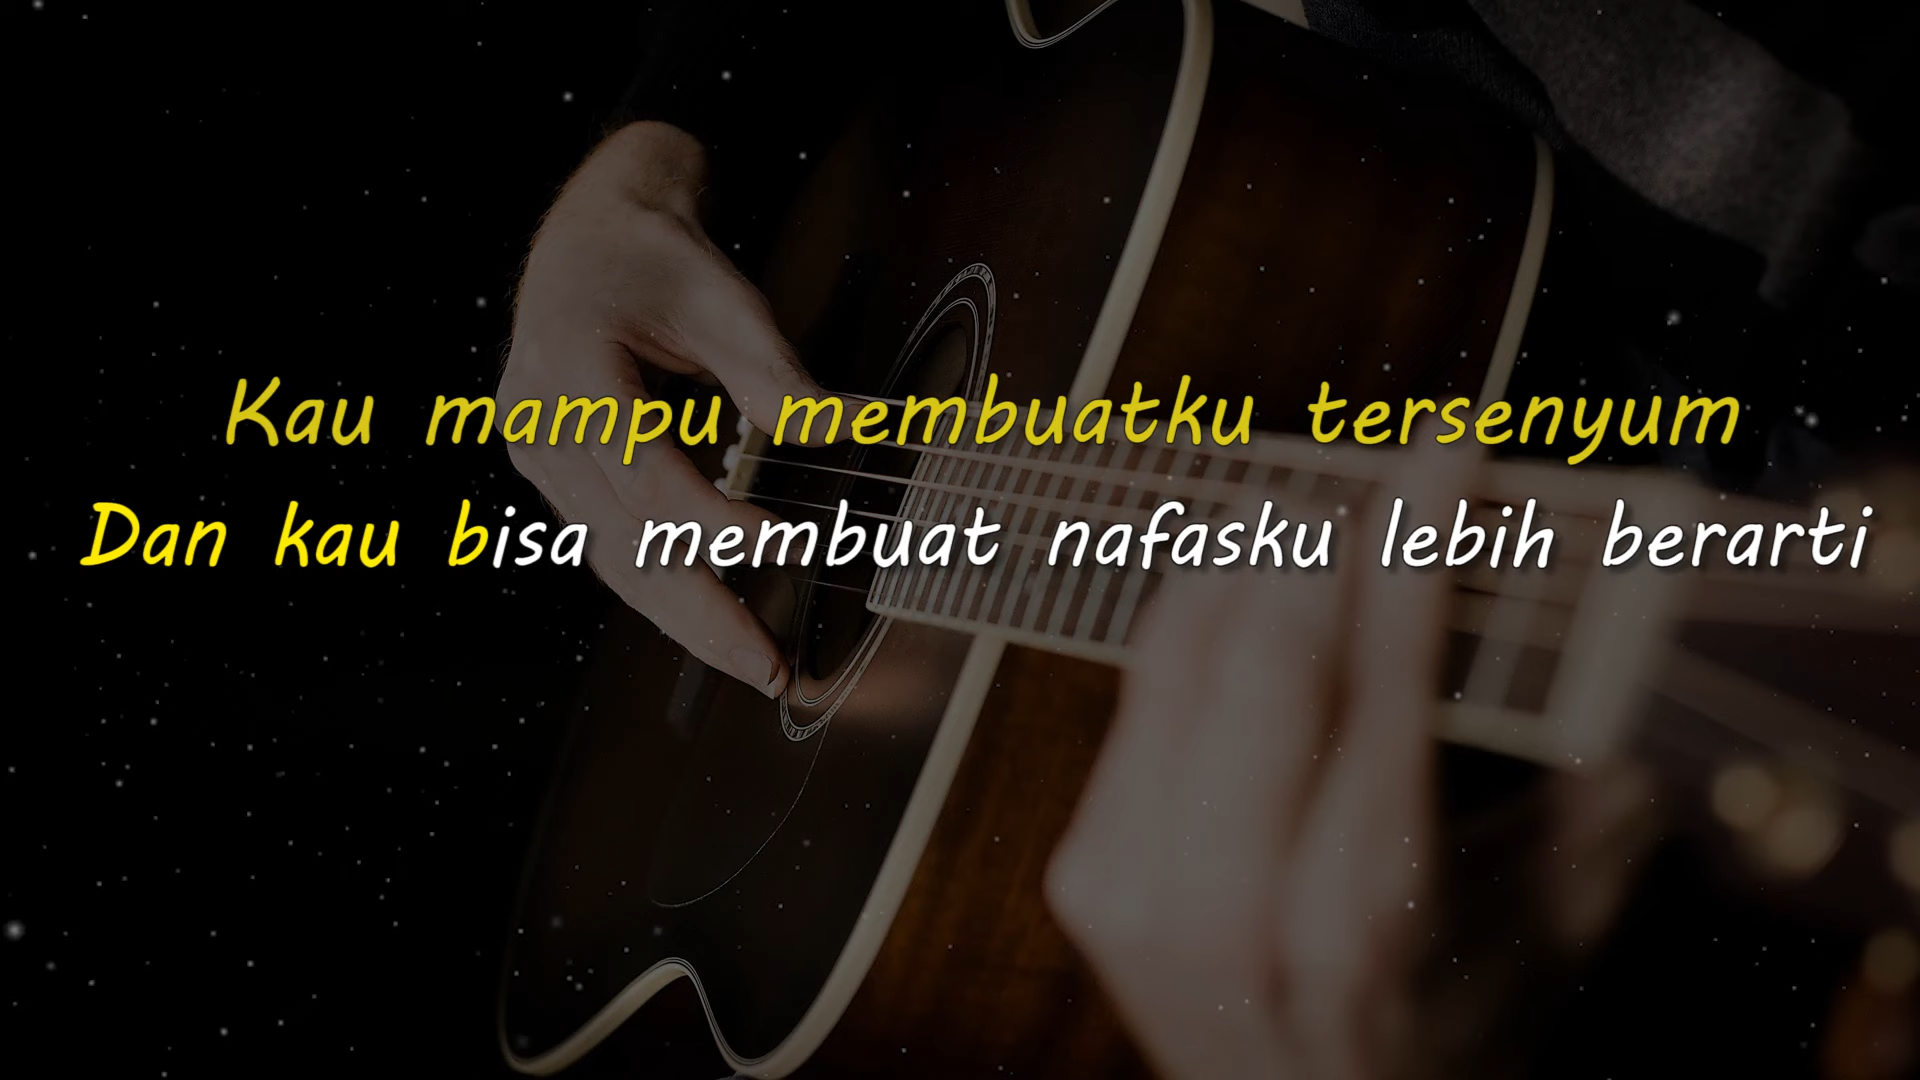 Kau mampu membuatku tersenyum
Dan kau bisa membuat nafasku lebih berarti